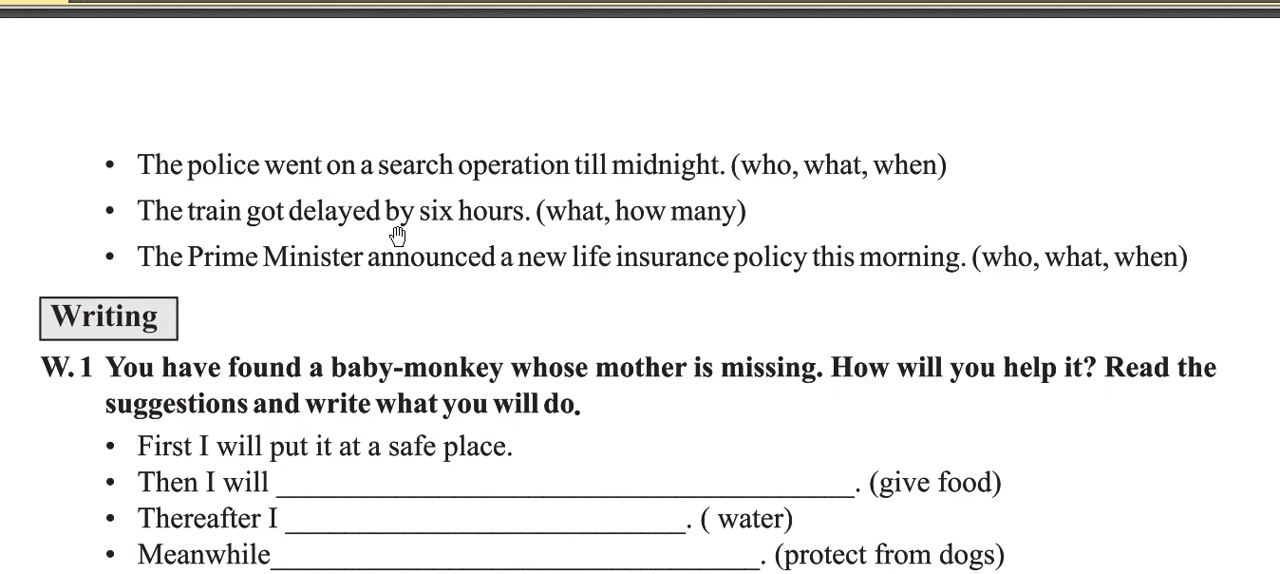 • The police went on a search operation till midnight. (who, what, when)
• The train got delayed by six hours. (what, how many)
• The Prime Minister announced a new life insurance policy this morning. (who, what, when)
Writing
W. 1 You have found a baby-monkey whose mother is missing. How will you help it? Read the
suggestions and write what you will do.
• First I will put it at a safe place.
• Then I will ______________________________________. (give food)
• Thereafter I __________________________. ( water)
• Meanwhile________________________________. (protect from dogs)